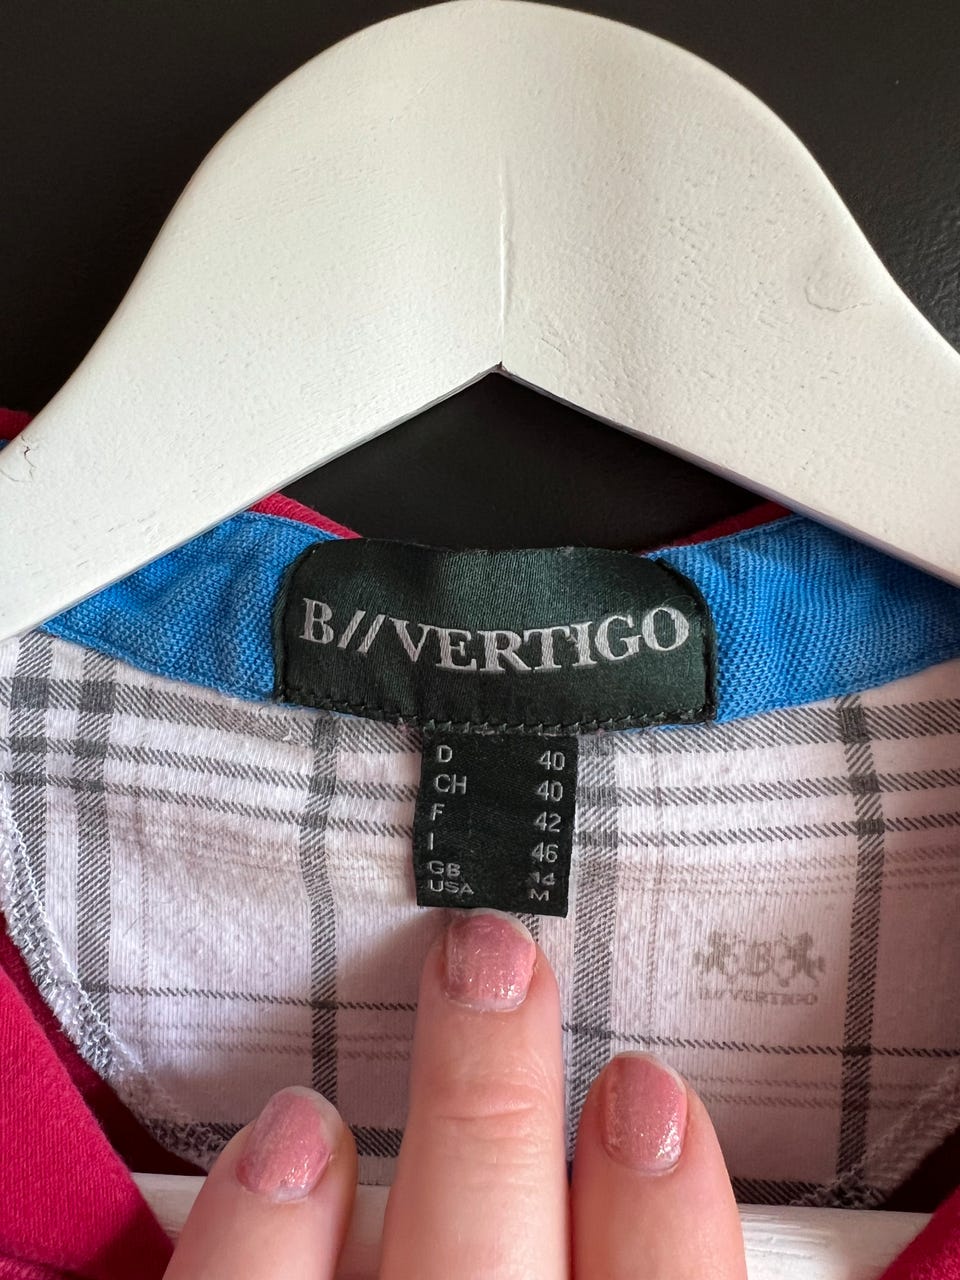 B//VERTIGO
D 40
CH 40
F 42
I 46
GB 14
USA M
B
B//VERTIGO